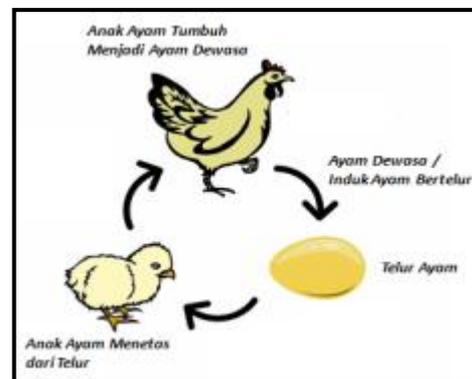 Anak Ayam Tumbuh
Menjadi Ayam Dewasa
Ayam Dewasa /
Induk Ayam Bertelur
Telur Ayam
Anak Ayam Menetas
dari Telur